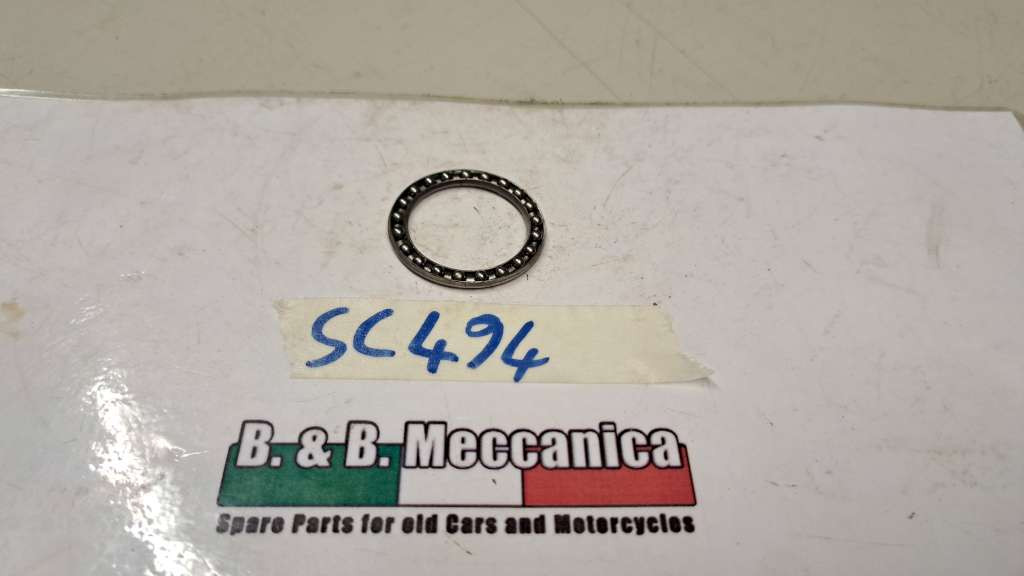 SC494
B. & B. Meccanica
Spare Parts for old Cars and Motorcycles